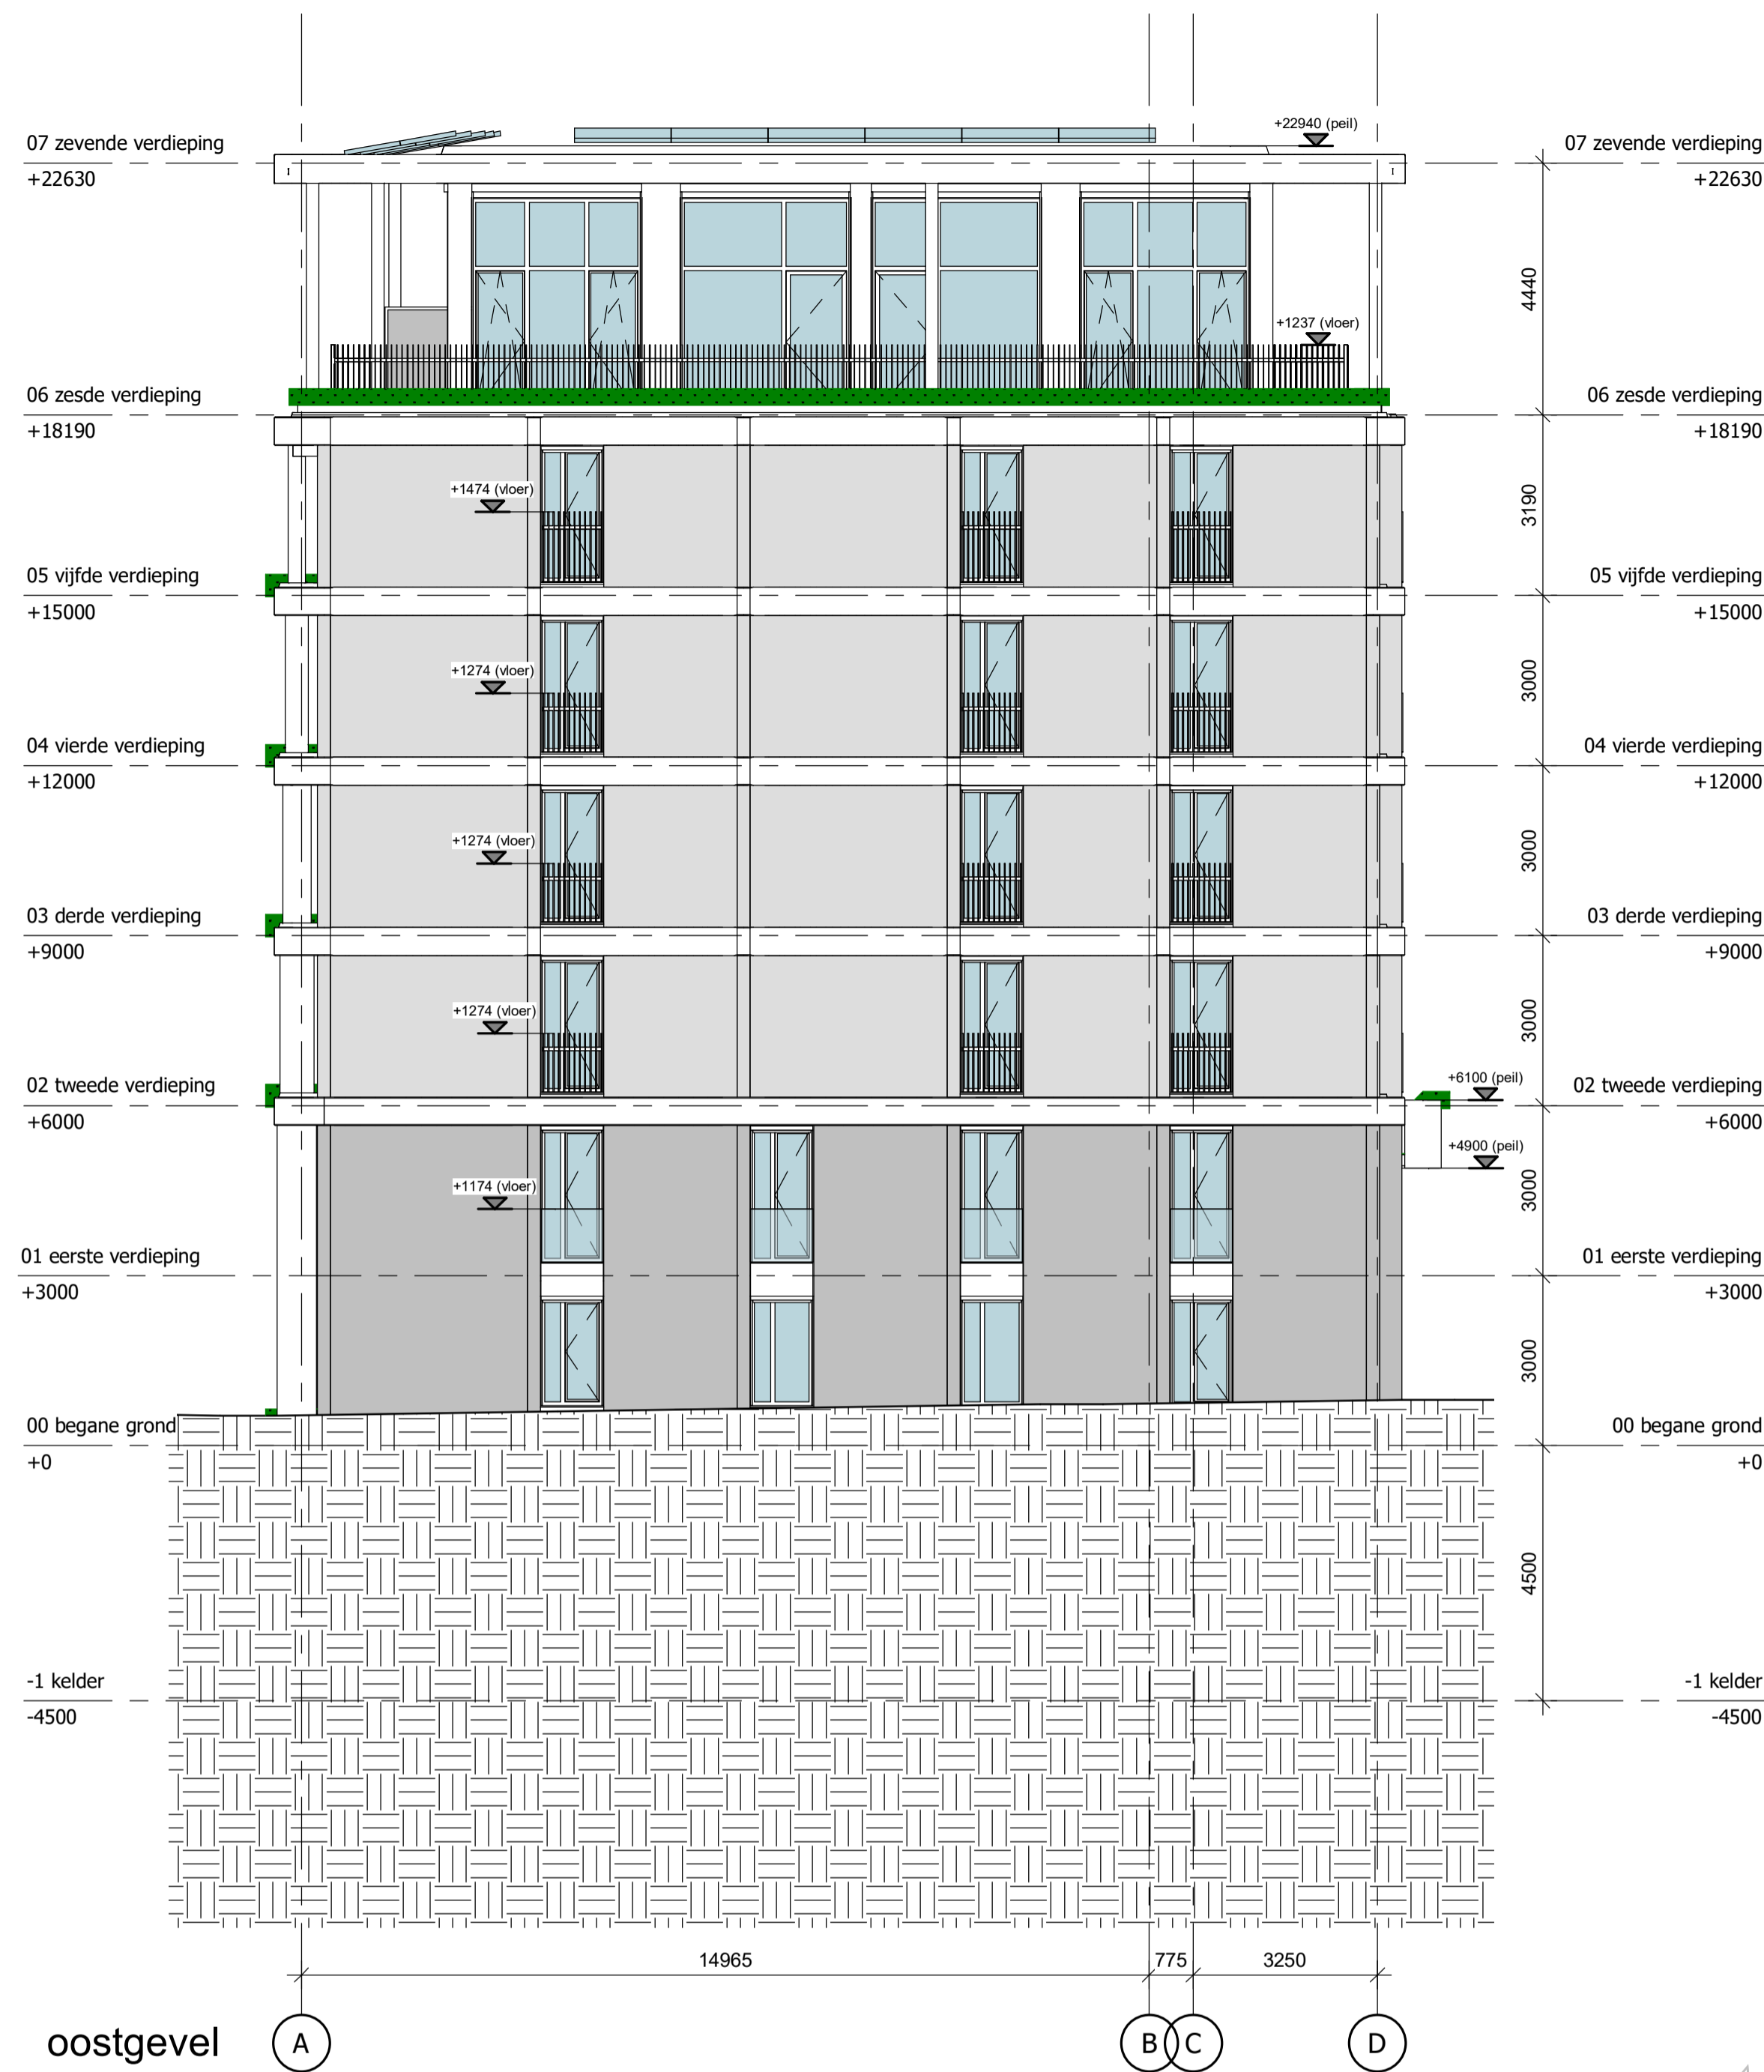 +22940 (peil)
07 zevende verdieping
07 zevende verdieping
+22630
+22630
4440
+1237 (vloer)
06 zesde verdieping
06 zesde verdieping
+18190
+18190
+1474 (vloer)
3190
05 vijfde verdieping
05 vijfde verdieping
+15000
+15000
+1274 (vloer)
3000
04 vierde verdieping
04 vierde verdieping
+12000
+12000
+1274 (vloer)
3000
03 derde verdieping
03 derde verdieping
+9000
+9000
+1274 (vloer)
3000
+6100 (peil)
02 tweede verdieping
02 tweede verdieping
+6000
+6000
+4900 (peil)
+1174 (vloer)
3000
01 eerste verdieping
01 eerste verdieping
+3000
+3000
3000
00 begane grond
00 begane grond
+0
+0
4500
-1 kelder
-1 kelder
-4500
-4500
14965
775
3250
oostgevel
A
B
C
D